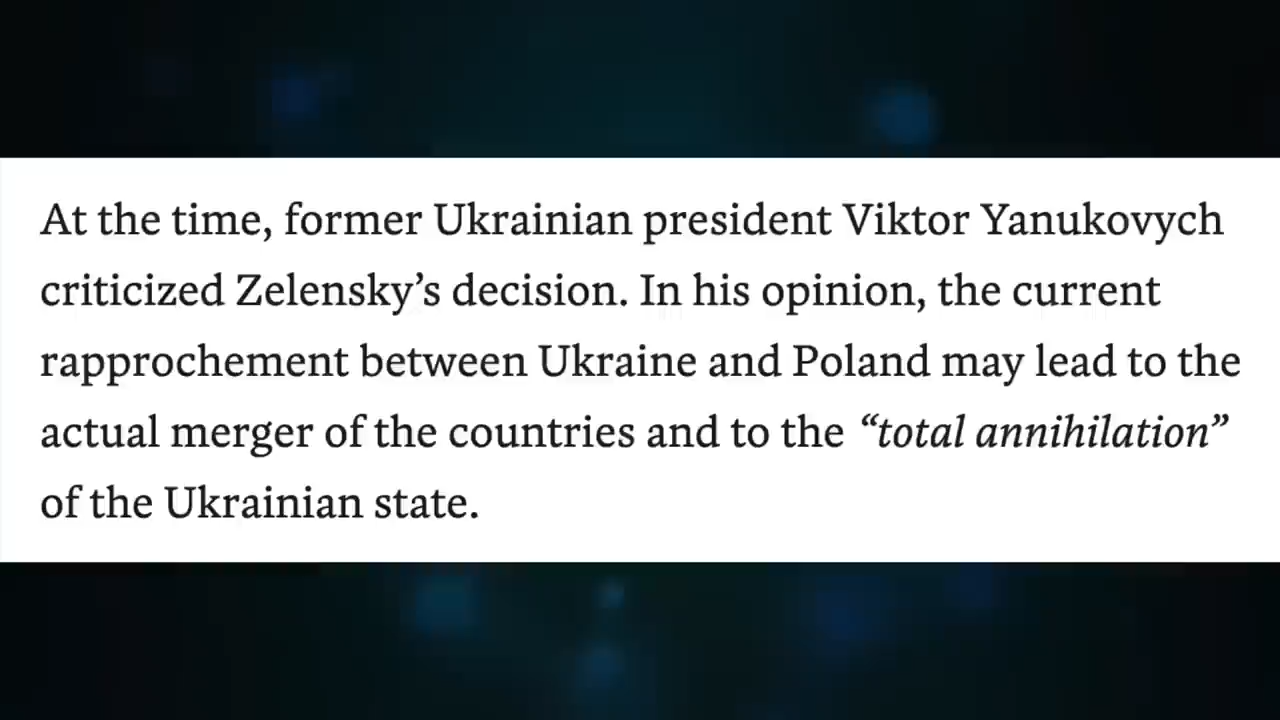 At the time, former Ukrainian president Viktor Yanukovych
criticized Zelensky’s decision. In his opinion, the current
rapprochement between Ukraine and Poland may lead to the
actual merger of the countries and to the “total annihilation”
of the Ukrainian state.